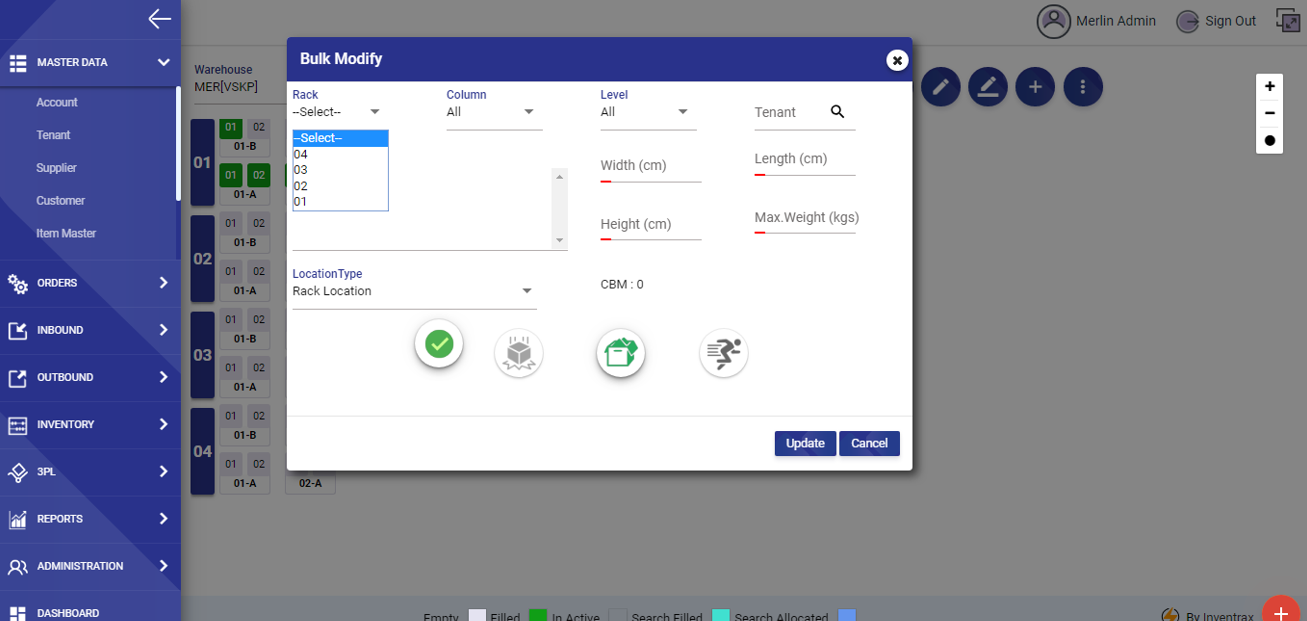 Merlin Admin
Sign Out
MASTER DATA
Account
Tenant
Supplier
Customer
Item Master
ORDERS
INBOUND
OUTBOUND
INVENTORY
3PL
REPORTS
ADMINISTRATION
DASHBOARD
Warehouse
MER[VSKP]
01
01 02
01-B
01 02
01-A
02
01 02
01-B
01 02
01-A
03
01 02
01-B
01 02
01-A
04
01 02
01-B
01 02
01-A
02-A
Bulk Modify
Rack
--Select--
--Select--
04
03
02
01
Column
All
Level
All
Tenant
Width (cm)
Length (cm)
Height (cm)
Max.Weight (kgs)
LocationType
Rack Location
CBM : 0
Update
Cancel
Empty Filled In Active Search Filled Search Allocated
By Inventrax